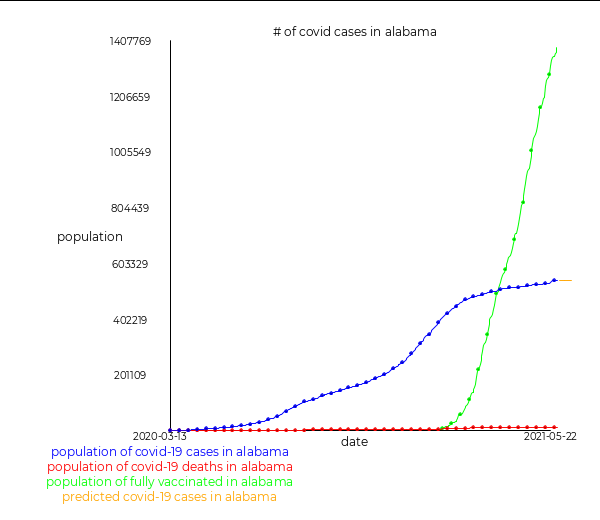 # of covid cases in alabama
1407769
1206659
1005549
804439
population
603329
402219
201109
2020-03-13
date
2021-05-22
population of covid-19 cases in alabama
population of covid-19 deaths in alabama
population of fully vaccinated in alabama
predicted covid-19 cases in alabama